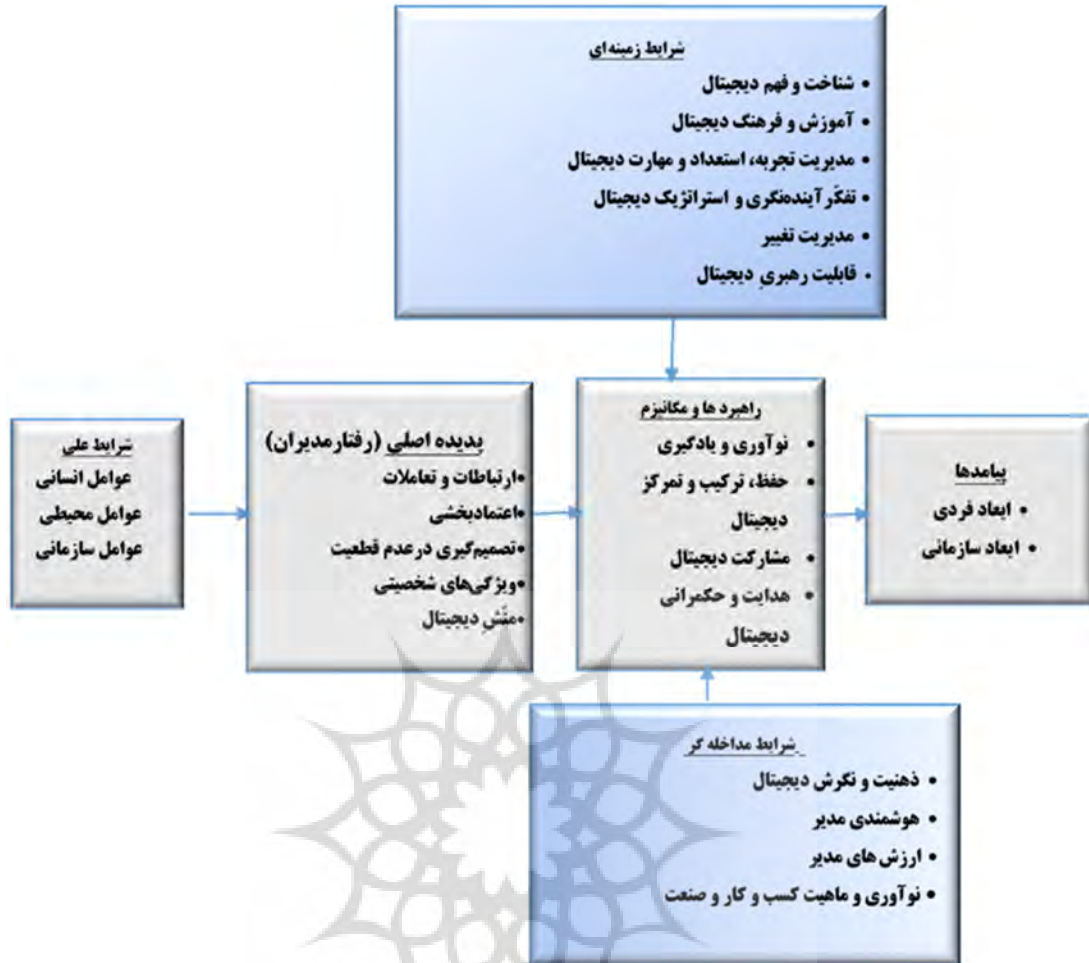 شرایط زمینه‌ای
• شناخت و فهم دیجیتال
• آموزش و فرهنگ دیجیتال
• مدیریت تجربه، استعداد و مهارت دیجیتال
• تفکّر آینده‌نگری و استراتژیک دیجیتال
• مدیریت تغییر
• قابلیت رهبریِ دیجیتال
شرایط علی
عوامل انسانی
عوامل محیطی
عوامل سازمانی
پدیده اصلی (رفتارمدیران)
•ارتباطات و تعاملات
•اعتمادبخشی
•تصمیم‌گیری درعدم قطعیت
•ویژگی‌های شخصیتی
•منّشِ دیجیتال
راهبرد ها و مکانیزم
• نوآوری و یادگیری
• حفظ، ترکیب و تمرکز
دیجیتال
• مشارکت دیجیتال
• هدایت و حکمرانی
دیجیتال
پیامدها
• ابعاد فردی
• ابعاد سازمانی
شرایط مداخله گر
• ذهنیت و نگرش دیجیتال
• هوشمندی مدیر
• ارزش های مدیر
• نوآوری و ماهیت کسب و کار و صنعت